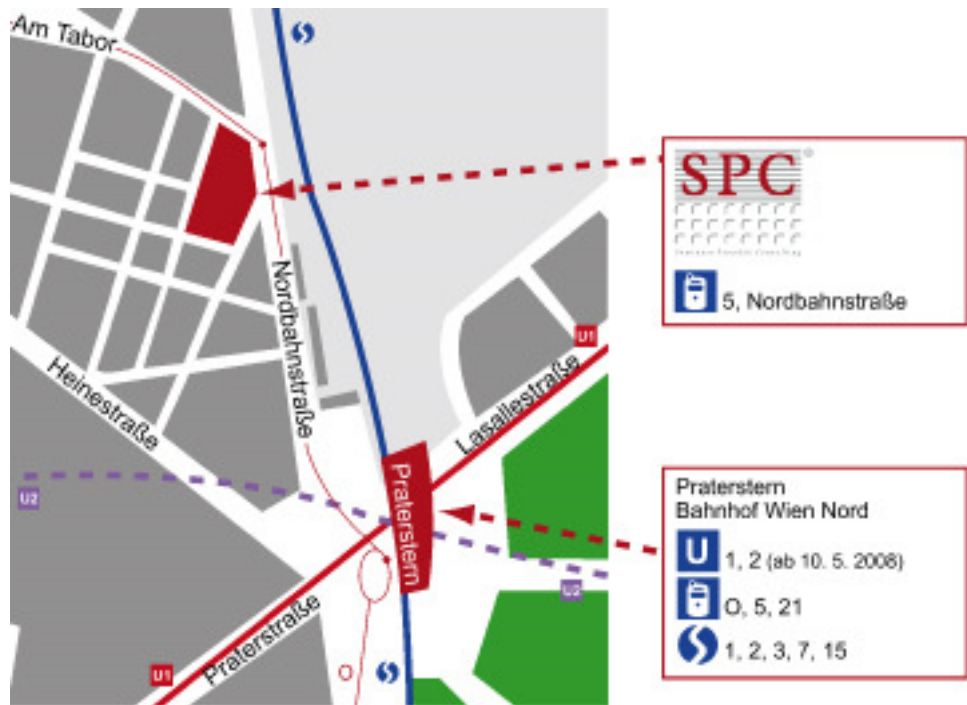 Am Tabor
SPC®
5, Nordbahnstraße
Nordbahnstraße
Heinestraße
U1
Lasallestraße
Praterstern
U2
Praterstern
Bahnhof Wien Nord
U 1, 2 (ab 10. 5. 2008)
O, 5, 21
1, 2, 3, 7, 15
U2
Praterstraße
U1
O